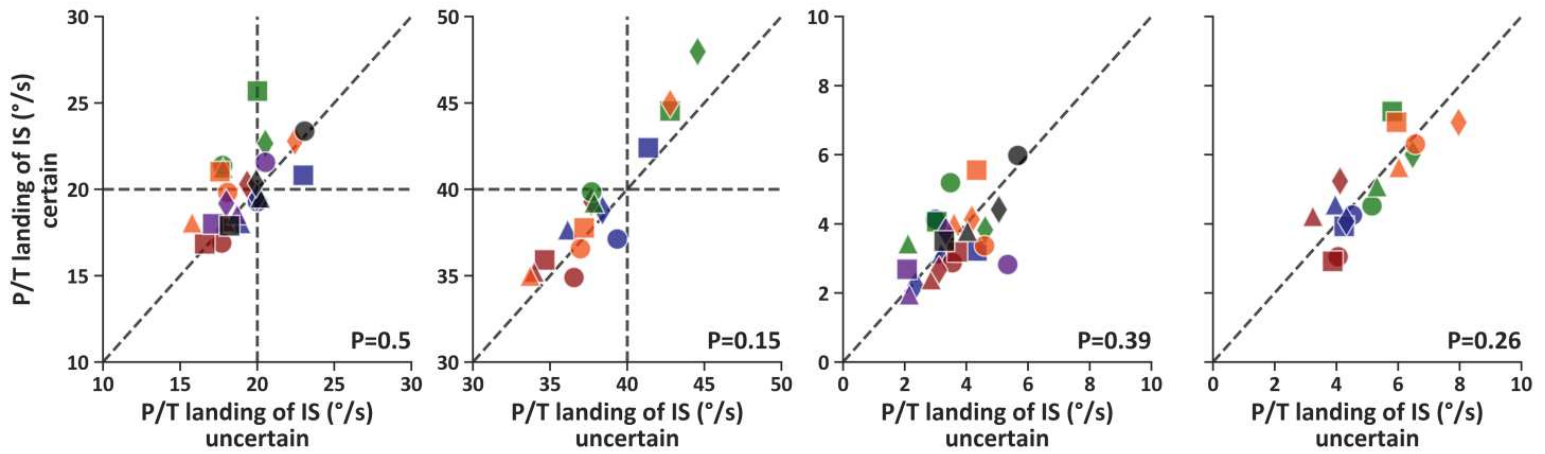 P/T landing of IS (°/s)
certain
30
25
20
15
10
10
15
20
25
30
P=0.5
P/T landing of IS (°/s)
uncertain
50
45
40
35
30
30
35
40
45
50
P=0.15
P/T landing of IS (°/s)
uncertain
10
8
6
4
2
0
0
2
4
6
8
10
P=0.39
P/T landing of IS (°/s)
uncertain
0
2
4
6
8
10
P=0.26
P/T landing of IS (°/s)
uncertain